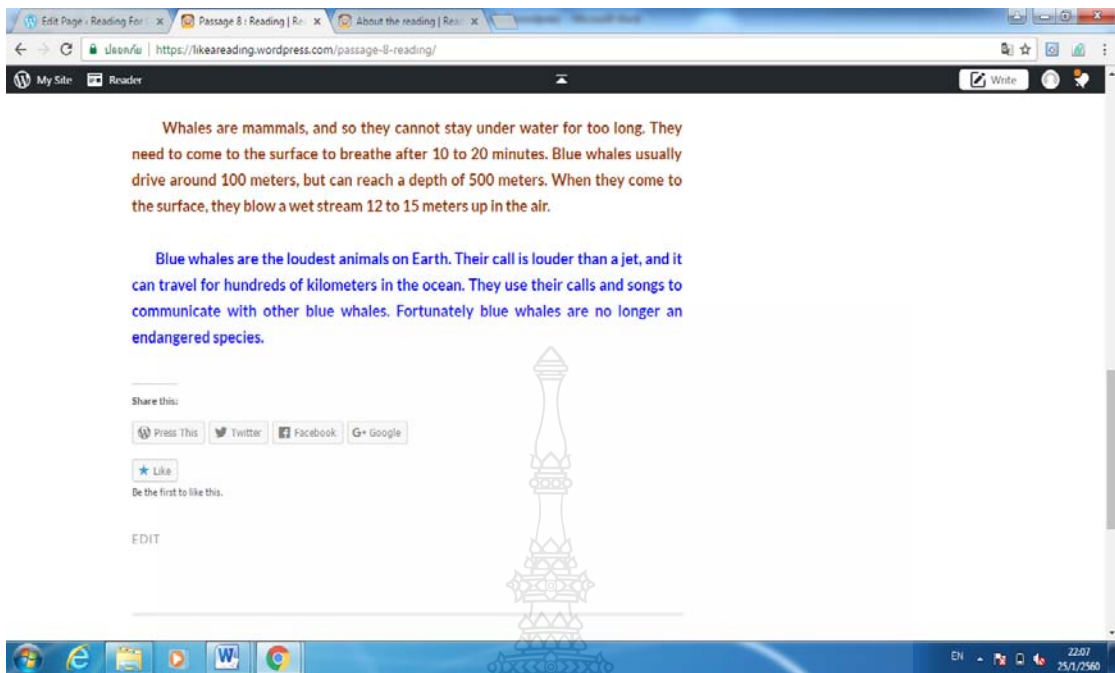 Edit Page ‹ Reading For
Passage 8 : Reading | Re
About the reading | Rea
ปลอดภัย
https://likeareading.wordpress.com/passage-8-reading/
My Site
Reader
Write
Whales are mammals, and so they cannot stay under water for too long. They
need to come to the surface to breathe after 10 to 20 minutes. Blue whales usually
drive around 100 meters, but can reach a depth of 500 meters. When they come to
the surface, they blow a wet stream 12 to 15 meters up in the air.
Blue whales are the loudest animals on Earth. Their call is louder than a jet, and it
can travel for hundreds of kilometers in the ocean. They use their calls and songs to
communicate with other blue whales. Fortunately blue whales are no longer an
endangered species.
Share this:
Press This
Twitter
Facebook
G+ Google
Like
Be the first to like this.
EDIT
EN
22:07
25/1/2560